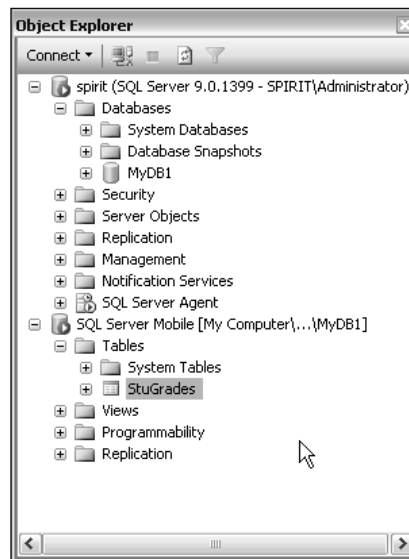 Object Explorer
Connect
spirit (SQL Server 9.0.1399 - SPIRIT\Administrator)
Databases
System Databases
Database Snapshots
MyDB1
Security
Server Objects
Replication
Management
Notification Services
SQL Server Agent
SQL Server Mobile [My Computer\...\MyDB1]
Tables
System Tables
StuGrades
Views
Programmability
Replication